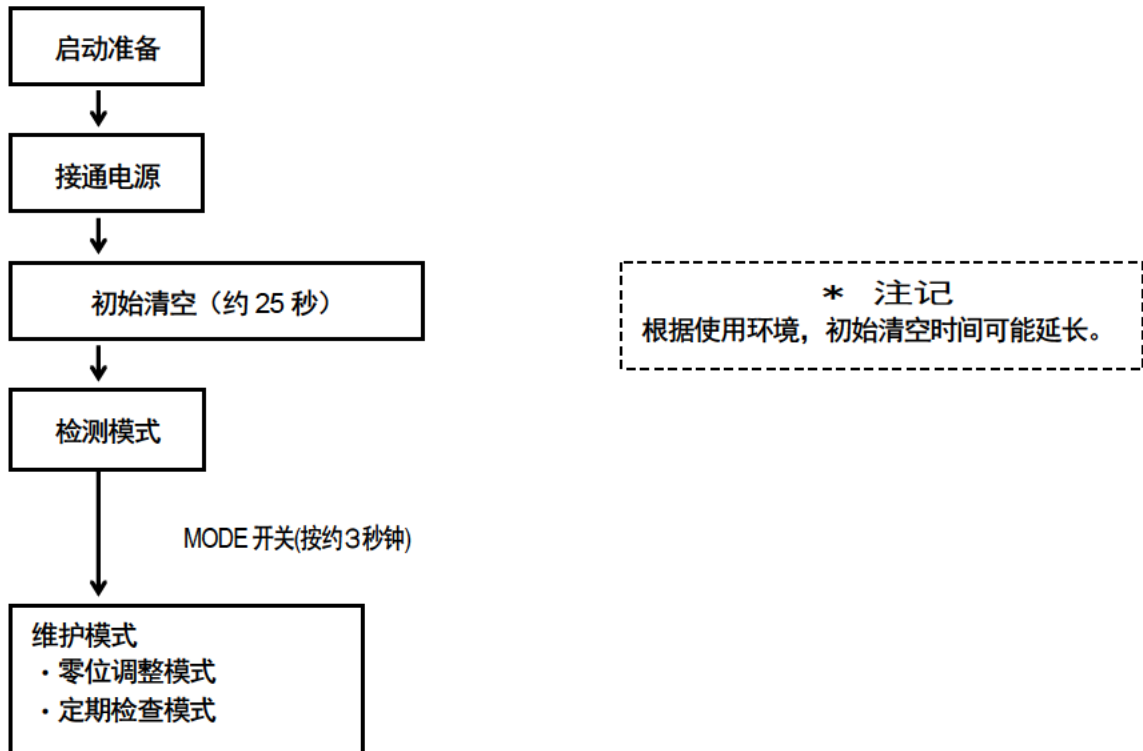 启动准备
接通电源
初始清空（约 25 秒）
* 注记
根据使用环境，初始清空时间可能延长。
检测模式
MODE 开关(按约3秒钟)
维护模式
・零位调整模式
・定期检查模式